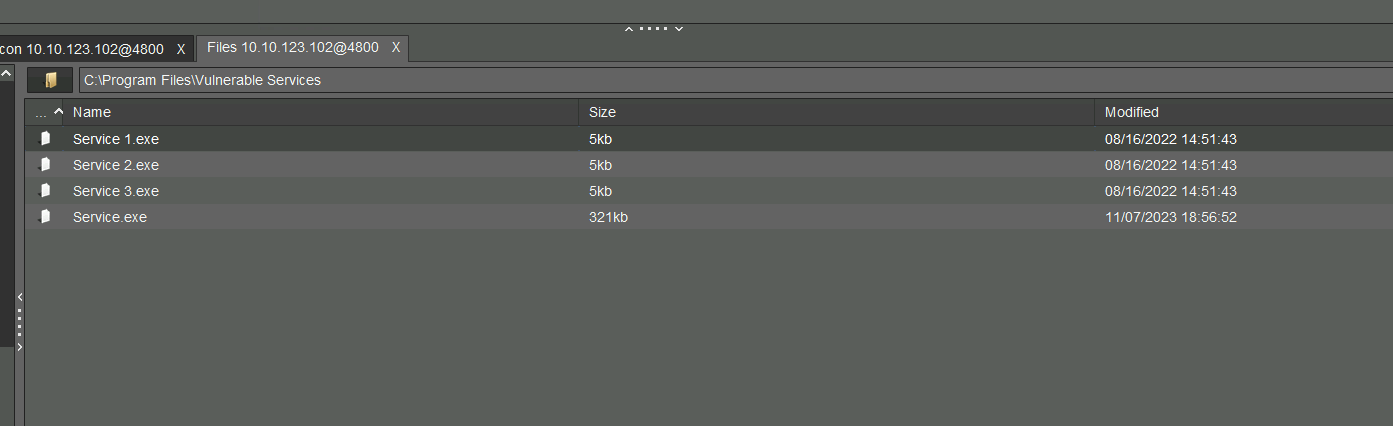 con 10.10.123.102@4800 X Files 10.10.123.102@4800 X
C:\Program Files\Vulnerable Services
... Name Size Modified
Service 1.exe 5kb 08/16/2022 14:51:43
Service 2.exe 5kb 08/16/2022 14:51:43
Service 3.exe 5kb 08/16/2022 14:51:43
Service.exe 321kb 11/07/2023 18:56:52